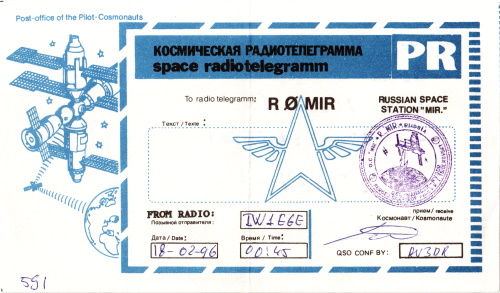 Post-office of the Pilot-Cosmonauts
КОСМИЧЕСКАЯ РАДИОТЕЛЕГРАММА
space radiotelegramm
PR
To radio telegramm:
R Ø MIR
RUSSIAN SPACE
STATION "MIR."
Текст / Texte :
R MIR
FROM RADIO:
Позывной отправителя :
IW1EGE
прием / receive
Космонавт / Kosmonaute
Дата / Date :
Время / Time :
18-02-96
00:45
QSO CONF BY:
RV3DR
591